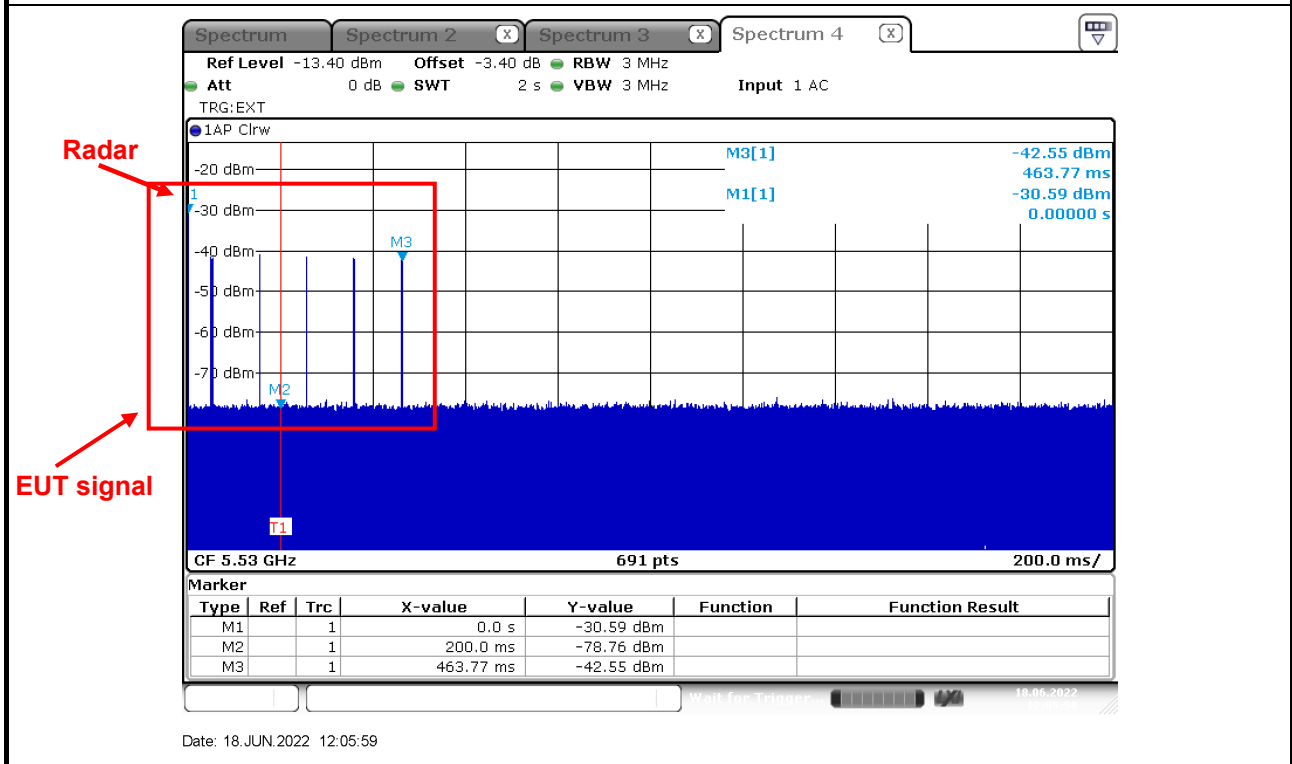 Spectrum Spectrum 2 X Spectrum 3 X Spectrum 4 X
Ref Level -13.40 dBm Offset -3.40 dB RBW 3 MHz
Att 0 dB SWT 2 s VBW 3 MHz Input 1 AC
TRG:EXT
1AP Clrw
Radar
M3[1] -42.55 dBm
463.77 ms
M1[1] -30.59 dBm
0.00000 s
-20 dBm
1
-30 dBm
M3
-40 dBm
-50 dBm
-60 dBm
-70 dBm
M2
EUT signal
T1
CF 5.53 GHz 691 pts 200.0 ms/
Marker
Type Ref Trc X-value Y-value Function Function Result
M1 1 0.0 s -30.59 dBm
M2 1 200.0 ms -78.76 dBm
M3 1 463.77 ms -42.55 dBm
Wait for Trigger... 18.06.2022
Date: 18.JUN.2022 12:05:59